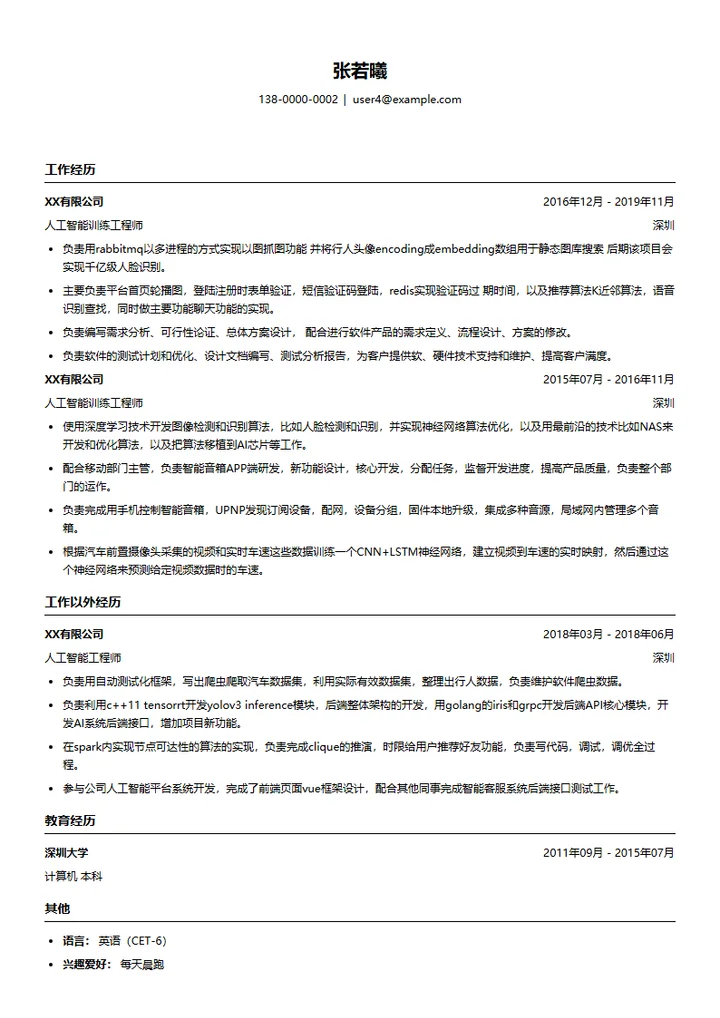 张若曦
138-0000-0002 | user4@example.com
工作经历
XX有限公司 2016年12月 - 2019年11月
人工智能训练工程师 深圳
• 负责用rabbitmq以多进程的方式实现以图抓图功能 并将行人头像encoding成embedding数组用于静态图库搜索 后期该项目会
实现千亿级人脸识别。
• 主要负责平台首页轮播图，登陆注册时表单验证，短信验证码登陆，redis实现验证码过 期时间，以及推荐算法K近邻算法，语音
识别查找，同时做主要功能聊天功能的实现。
• 负责编写需求分析、可行性论证、总体方案设计， 配合进行软件产品的需求定义、流程设计、方案的修改。
• 负责软件的测试计划和优化、设计文档编写、测试分析报告，为客户提供软、硬件技术支持和维护、提高客户满度。
XX有限公司 2015年07月 - 2016年11月
人工智能训练工程师 深圳
• 使用深度学习技术开发图像检测和识别算法，比如人脸检测和识别，并实现神经网络算法优化，以及用最前沿的技术比如NAS来
开发和优化算法，以及把算法移植到AI芯片等工作。
• 配合移动部门主管，负责智能音箱APP端研发，新功能设计，核心开发，分配任务，监督开发进度，提高产品质量，负责整个部
门的运作。
• 负责完成用手机控制智能音箱，UPNP发现订阅设备，配网，设备分组，固件本地升级，集成多种音源，局域网内管理多个音
箱。
• 根据汽车前置摄像头采集的视频和实时车速这些数据训练一个CNN+LSTM神经网络，建立视频到车速的实时映射，然后通过这
个神经网络来预测给定视频数据时的车速。
工作以外经历
XX有限公司 2018年03月 - 2018年06月
人工智能工程师 深圳
• 负责用自动测试化框架，写出爬虫爬取汽车数据集，利用实际有效数据集，整理出行人数据，负责维护软件爬虫数据。
• 负责利用c++11 tensorrt开发yolov3 inference模块，后端整体架构的开发，用golang的iris和grpc开发后端API核心模块，开
发AI系统后端接口，增加项目新功能。
• 在spark内实现节点可达性的算法的实现，负责完成clique的推演，时限给用户推荐好友功能，负责写代码，调试，调优全过
程。
• 参与公司人工智能平台系统开发，完成了前端页面vue框架设计，配合其他同事完成智能客服系统后端接口测试工作。
教育经历
深圳大学 2011年09月 - 2015年07月
计算机 本科
其他
• 语言： 英语（CET-6）
• 兴趣爱好： 每天晨跑